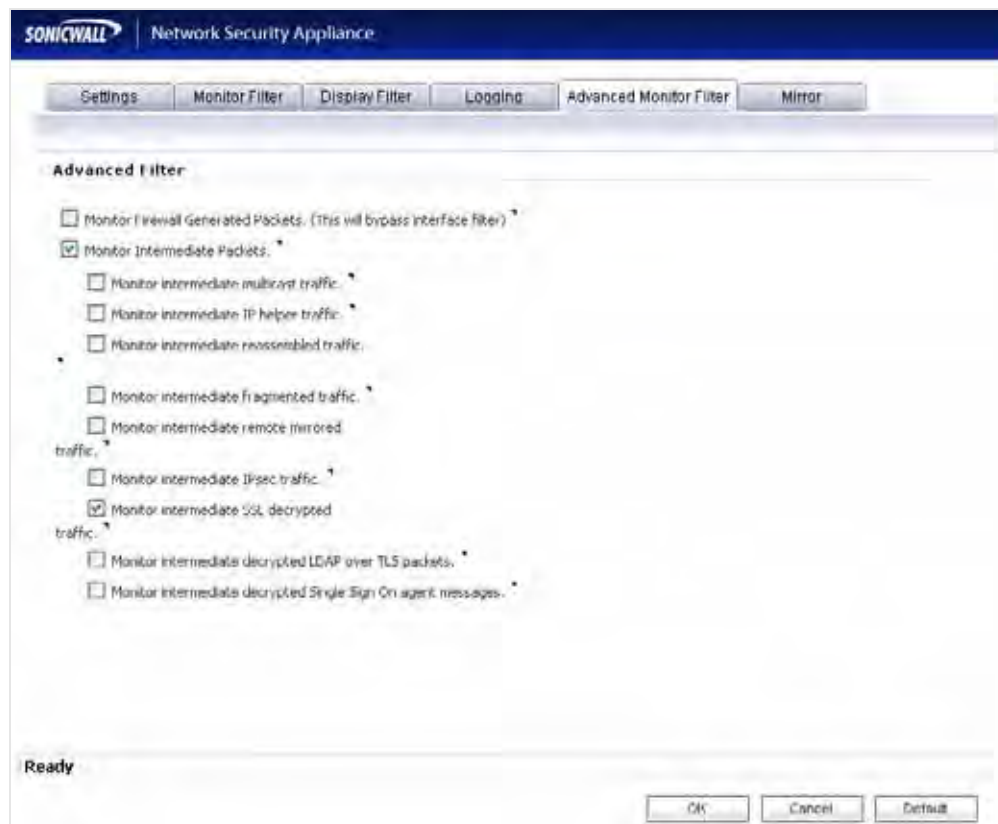 SONICWALL Network Security Appliance
Settings Monitor Filter Display Filter Logging Advanced Monitor Filter Mirror
Advanced Filter
Monitor Firewall Generated Packets. (This will bypass interface filter) *
Monitor Intermediate Packets. *
Monitor intermediate multicast traffic. *
Monitor intermediate IP helper traffic. *
Monitor intermediate reassembled traffic.
*
Monitor intermediate fragmented traffic. *
Monitor intermediate remote mirrored
traffic. *
Monitor intermediate IPsec traffic. *
Monitor intermediate SSL decrypted
traffic. *
Monitor intermediate decrypted LDAP over TLS packets. *
Monitor intermediate decrypted Single Sign On agent messages. *
Ready
OK Cancel Default